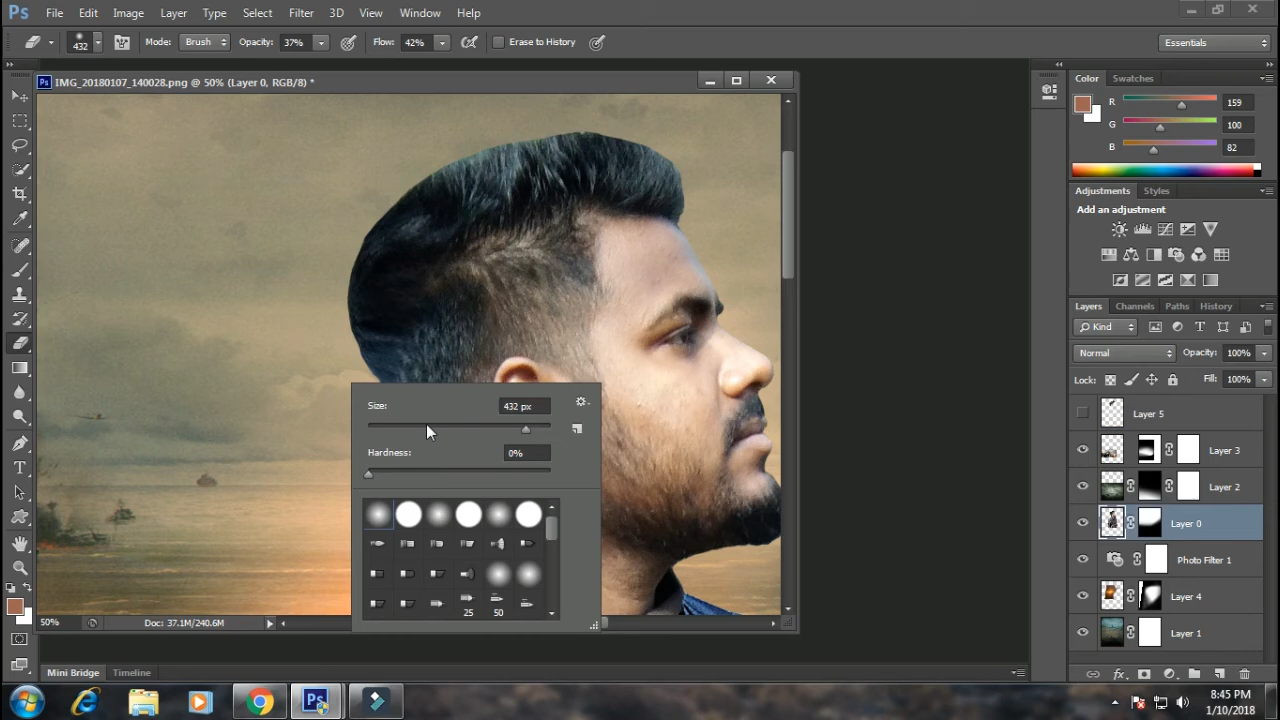 Ps File Edit Image Layer Type Select Filter 3D View Window Help
432 Mode: Brush Opacity: 37% Flow: 42% Erase to History Essentials
Ps IMG_20180107_140028.png @ 50% (Layer 0, RGB/8) *
Color Swatches
R 159
G 100
B 82
Adjustments Styles
Add an adjustment
Layers Channels Paths History
Kind
Normal Opacity: 100%
Lock: Fill: 100%
Layer 5
Layer 3
Layer 2
Layer 0
Photo Filter 1
Layer 4
Layer 1
Size: 432 px
Hardness: 0%
25 50
50% Doc: 37.1M/240.6M
Mini Bridge Timeline
Ps
8:45 PM
1/10/2018